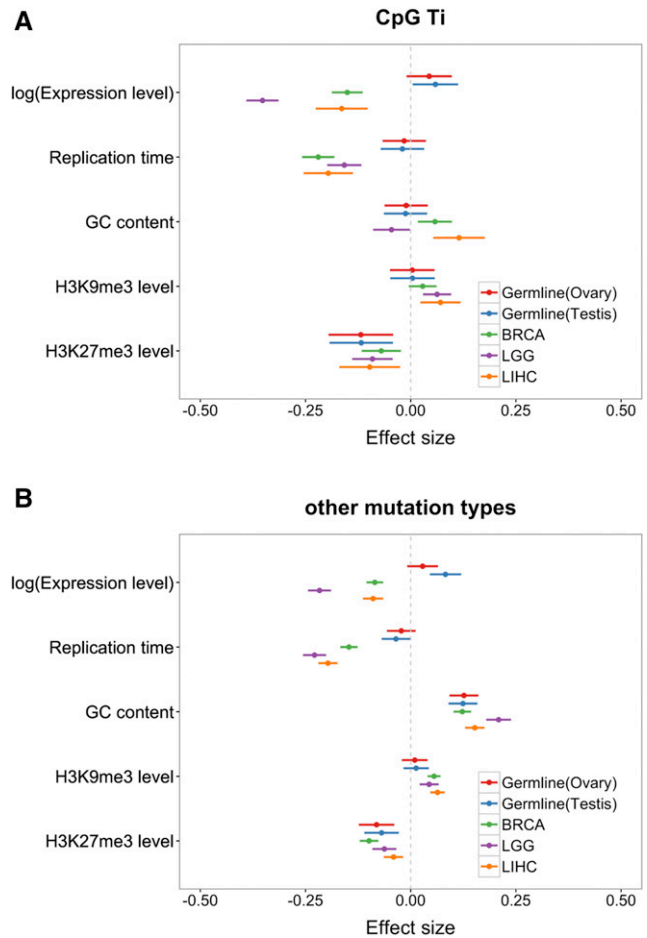 A
CpG Ti
log(Expression level)
Replication time
GC content
H3K9me3 level
H3K27me3 level
Germline(Ovary)
Germline(Testis)
BRCA
LGG
LIHC
-0.50 -0.25 0.00 0.25 0.50
Effect size
B
other mutation types
log(Expression level)
Replication time
GC content
H3K9me3 level
H3K27me3 level
Germline(Ovary)
Germline(Testis)
BRCA
LGG
LIHC
-0.50 -0.25 0.00 0.25 0.50
Effect size